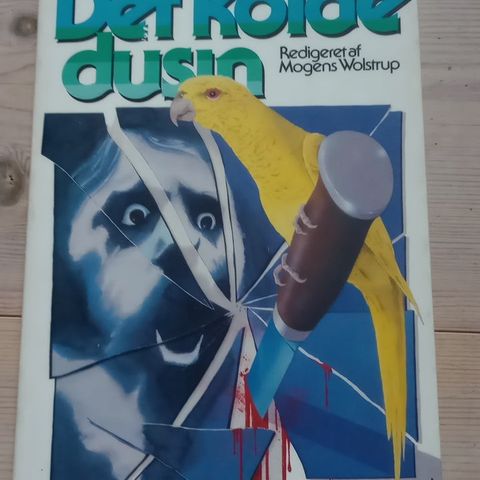 Det kolde
dusin
Redigeret af
Mogens Wolstrup